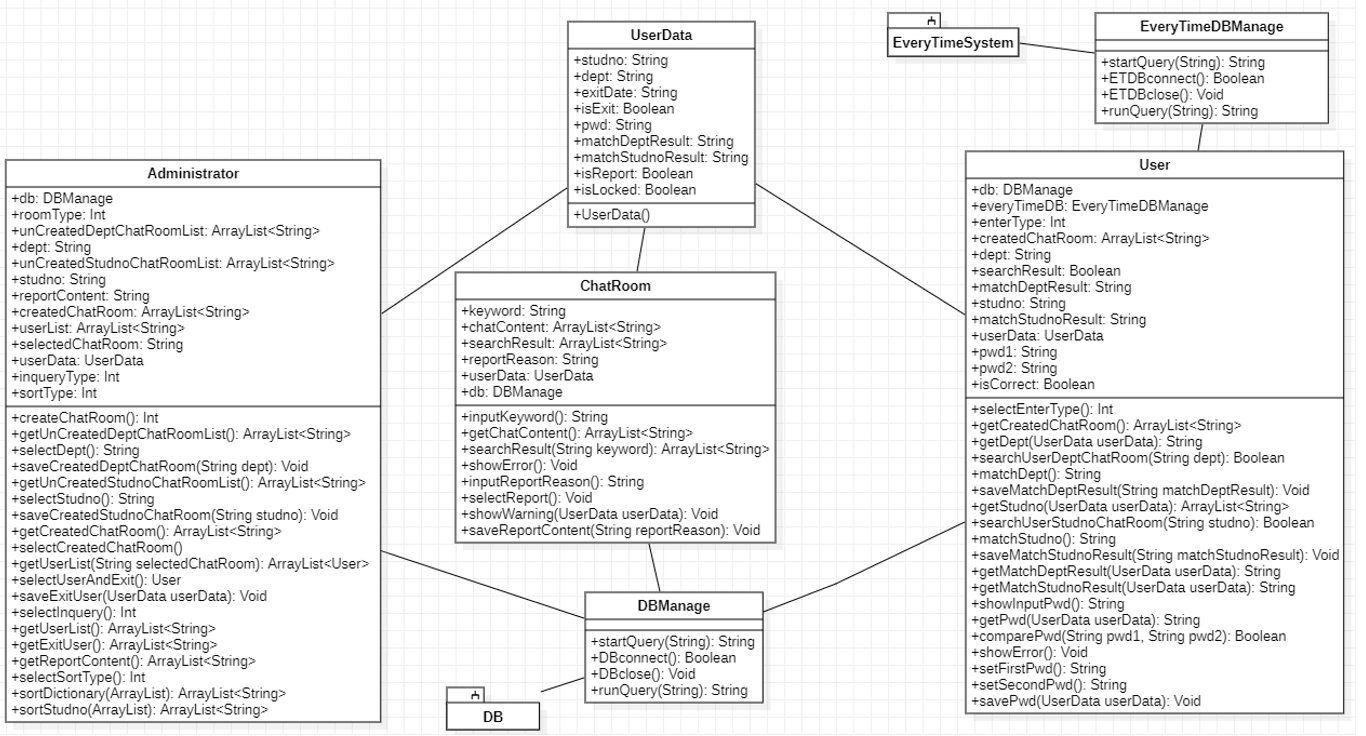 UserData
+studno: String
+dept: String
+exitDate: String
+isExit: Boolean
+pwd: String
+matchDeptResult: String
+matchStudnoResult: String
+isReport: Boolean
+isLocked: Boolean
+UserData()
EveryTimeSystem
EveryTimeDBManage
+startQuery(String): String
+ETDBconnect(): Boolean
+ETDBclose(): Void
+runQuery(String): String
Administrator
+db: DBManage
+roomType: Int
+unCreatedDeptChatRoomList: ArrayList<String>
+dept: String
+unCreatedStudnoChatRoomList: ArrayList<String>
+studno: String
+reportContent: String
+createdChatRoom: ArrayList<String>
+userList: ArrayList<String>
+selectedChatRoom: String
+userData: UserData
+inqueryType: Int
+sortType: Int
+createChatRoom(): Int
+getUnCreatedDeptChatRoomList(): ArrayList<String>
+selectDept(): String
+saveCreatedDeptChatRoom(String dept): Void
+getUnCreatedStudnoChatRoomList(): ArrayList<String>
+selectStudno(): String
+saveCreatedStudnoChatRoom(String studno): Void
+getCreatedChatRoom(): ArrayList<String>
+selectCreatedChatRoom()
+getUserList(String selectedChatRoom): ArrayList<User>
+selectUserAndExit(): User
+saveExitUser(UserData userData): Void
+selectInquery(): Int
+getUserList(): ArrayList<String>
+getExitUser(): ArrayList<String>
+getReportContent(): ArrayList<String>
+selectSortType(): Int
+sortDictionary(ArrayList): ArrayList<String>
+sortStudno(ArrayList): ArrayList<String>
ChatRoom
+keyword: String
+chatContent: ArrayList<String>
+searchResult: ArrayList<String>
+reportReason: String
+userData: UserData
+db: DBManage
+inputKeyword(): String
+getChatContent(): ArrayList<String>
+searchResult(String keyword): ArrayList<String>
+showError(): Void
+inputReportReason(): String
+selectReport(): Void
+showWarning(UserData userData): Void
+saveReportContent(String reportReason): Void
User
+db: DBManage
+everyTimeDB: EveryTimeDBManage
+enterType: Int
+createdChatRoom: ArrayList<String>
+dept: String
+searchResult: Boolean
+matchDeptResult: String
+studno: String
+matchStudnoResult: String
+userData: UserData
+pwd1: String
+pwd2: String
+isCorrect: Boolean
+selectEnterType(): Int
+getCreatedChatRoom(): ArrayList<String>
+getDept(UserData userData): String
+searchUserDeptChatRoom(String dept): Boolean
+matchDept(): String
+saveMatchDeptResult(String matchDeptResult): Void
+getStudno(UserData userData): ArrayList<String>
+searchUserStudnoChatRoom(String studno): Boolean
+matchStudno(): String
+saveMatchStudnoResult(String matchStudnoResult): Void
+getMatchDeptResult(UserData userData): String
+getMatchStudnoResult(UserData userData): String
+showInputPwd(): String
+getPwd(UserData userData): String
+comparePwd(String pwd1, String pwd2): Boolean
+showError(): Void
+setFirstPwd(): String
+setSecondPwd(): String
+savePwd(UserData userData): Void
DBManage
+startQuery(String): String
+DBconnect(): Boolean
+DBclose(): Void
+runQuery(String): String
DB